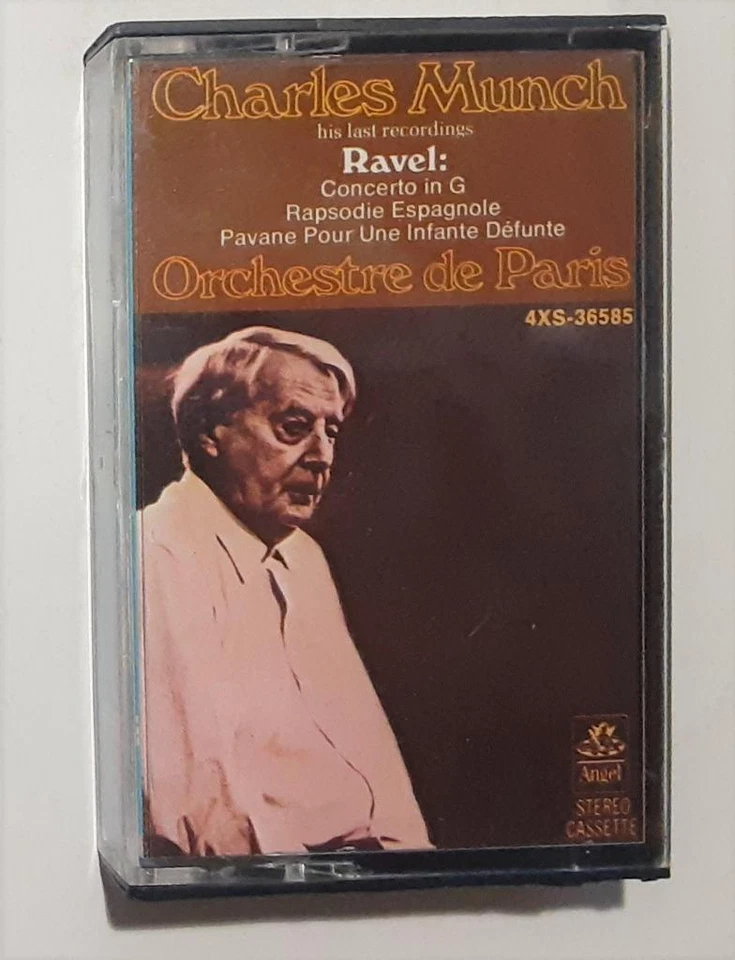 Charles Munch
his last recordings
Ravel:
Concerto in G
Rapsodie Espagnole
Pavane Pour Une Infante Défunte
Orchestre de Paris
4XS-36585
Angel
STEREO
CASSETTE